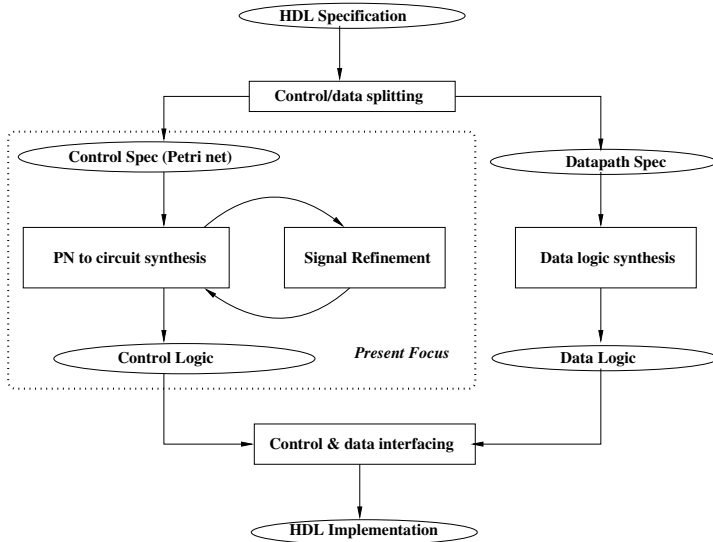 HDL Specification
Control/data splitting
Control Spec (Petri net)
Datapath Spec
PN to circuit synthesis
Signal Refinement
Data logic synthesis
Control Logic
Present Focus
Data Logic
Control & data interfacing
HDL Implementation